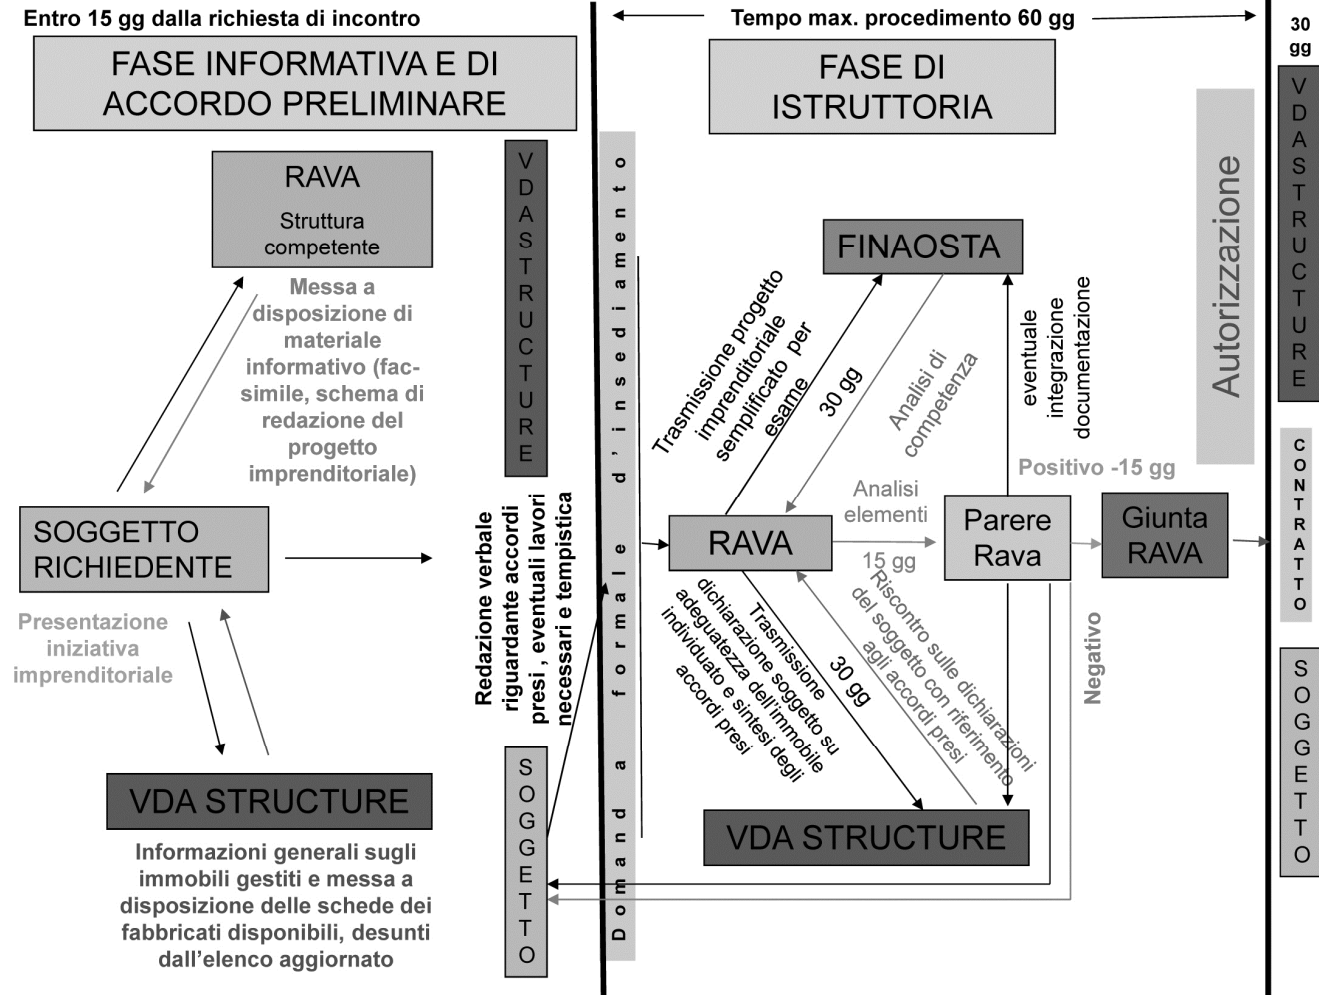 Entro 15 gg dalla richiesta di incontro
FASE INFORMATIVA E DI
ACCORDO PRELIMINARE
RAVA
Struttura
competente
Messa a
disposizione di
materiale
informativo (fac-
simile, schema di
redazione del
progetto
imprenditoriale)
SOGGETTO
RICHIEDENTE
Presentazione
iniziativa
imprenditoriale
VDA STRUCTURE
Informazioni generali sugli
immobili gestiti e messa a
disposizione delle schede dei
fabbricati disponibili, desunti
dall'elenco aggiornato
VDASTRUCTURE
Redazione verbale
riguardante accordi
presi , eventuali lavori
necessari e tempistica
SOGGETTO
Domand a formale d'insediamento
Tempo max. procedimento 60 gg
FASE DI
ISTRUTTORIA
FINAOSTA
Trasmissione progetto
imprenditoriale
semplificato per
esame
30 gg
Analisi di
competenza
eventuale
integrazione
documentazione
Positivo -15 gg
RAVA
Analisi
elementi
15 gg
Parere
Rava
Giunta
RAVA
Trasmissione
dichiarazione soggetto su
adeguatezza dell'immobile
individuato e sintesi degli
accordi presi
30 gg
Riscontro sulle dichiarazioni
del soggetto con riferimento
agli accordi presi
Negativo
VDA STRUCTURE
Autorizzazione
30
gg
VDASTRUCTURE
CONTRATTO
SOGGETTO